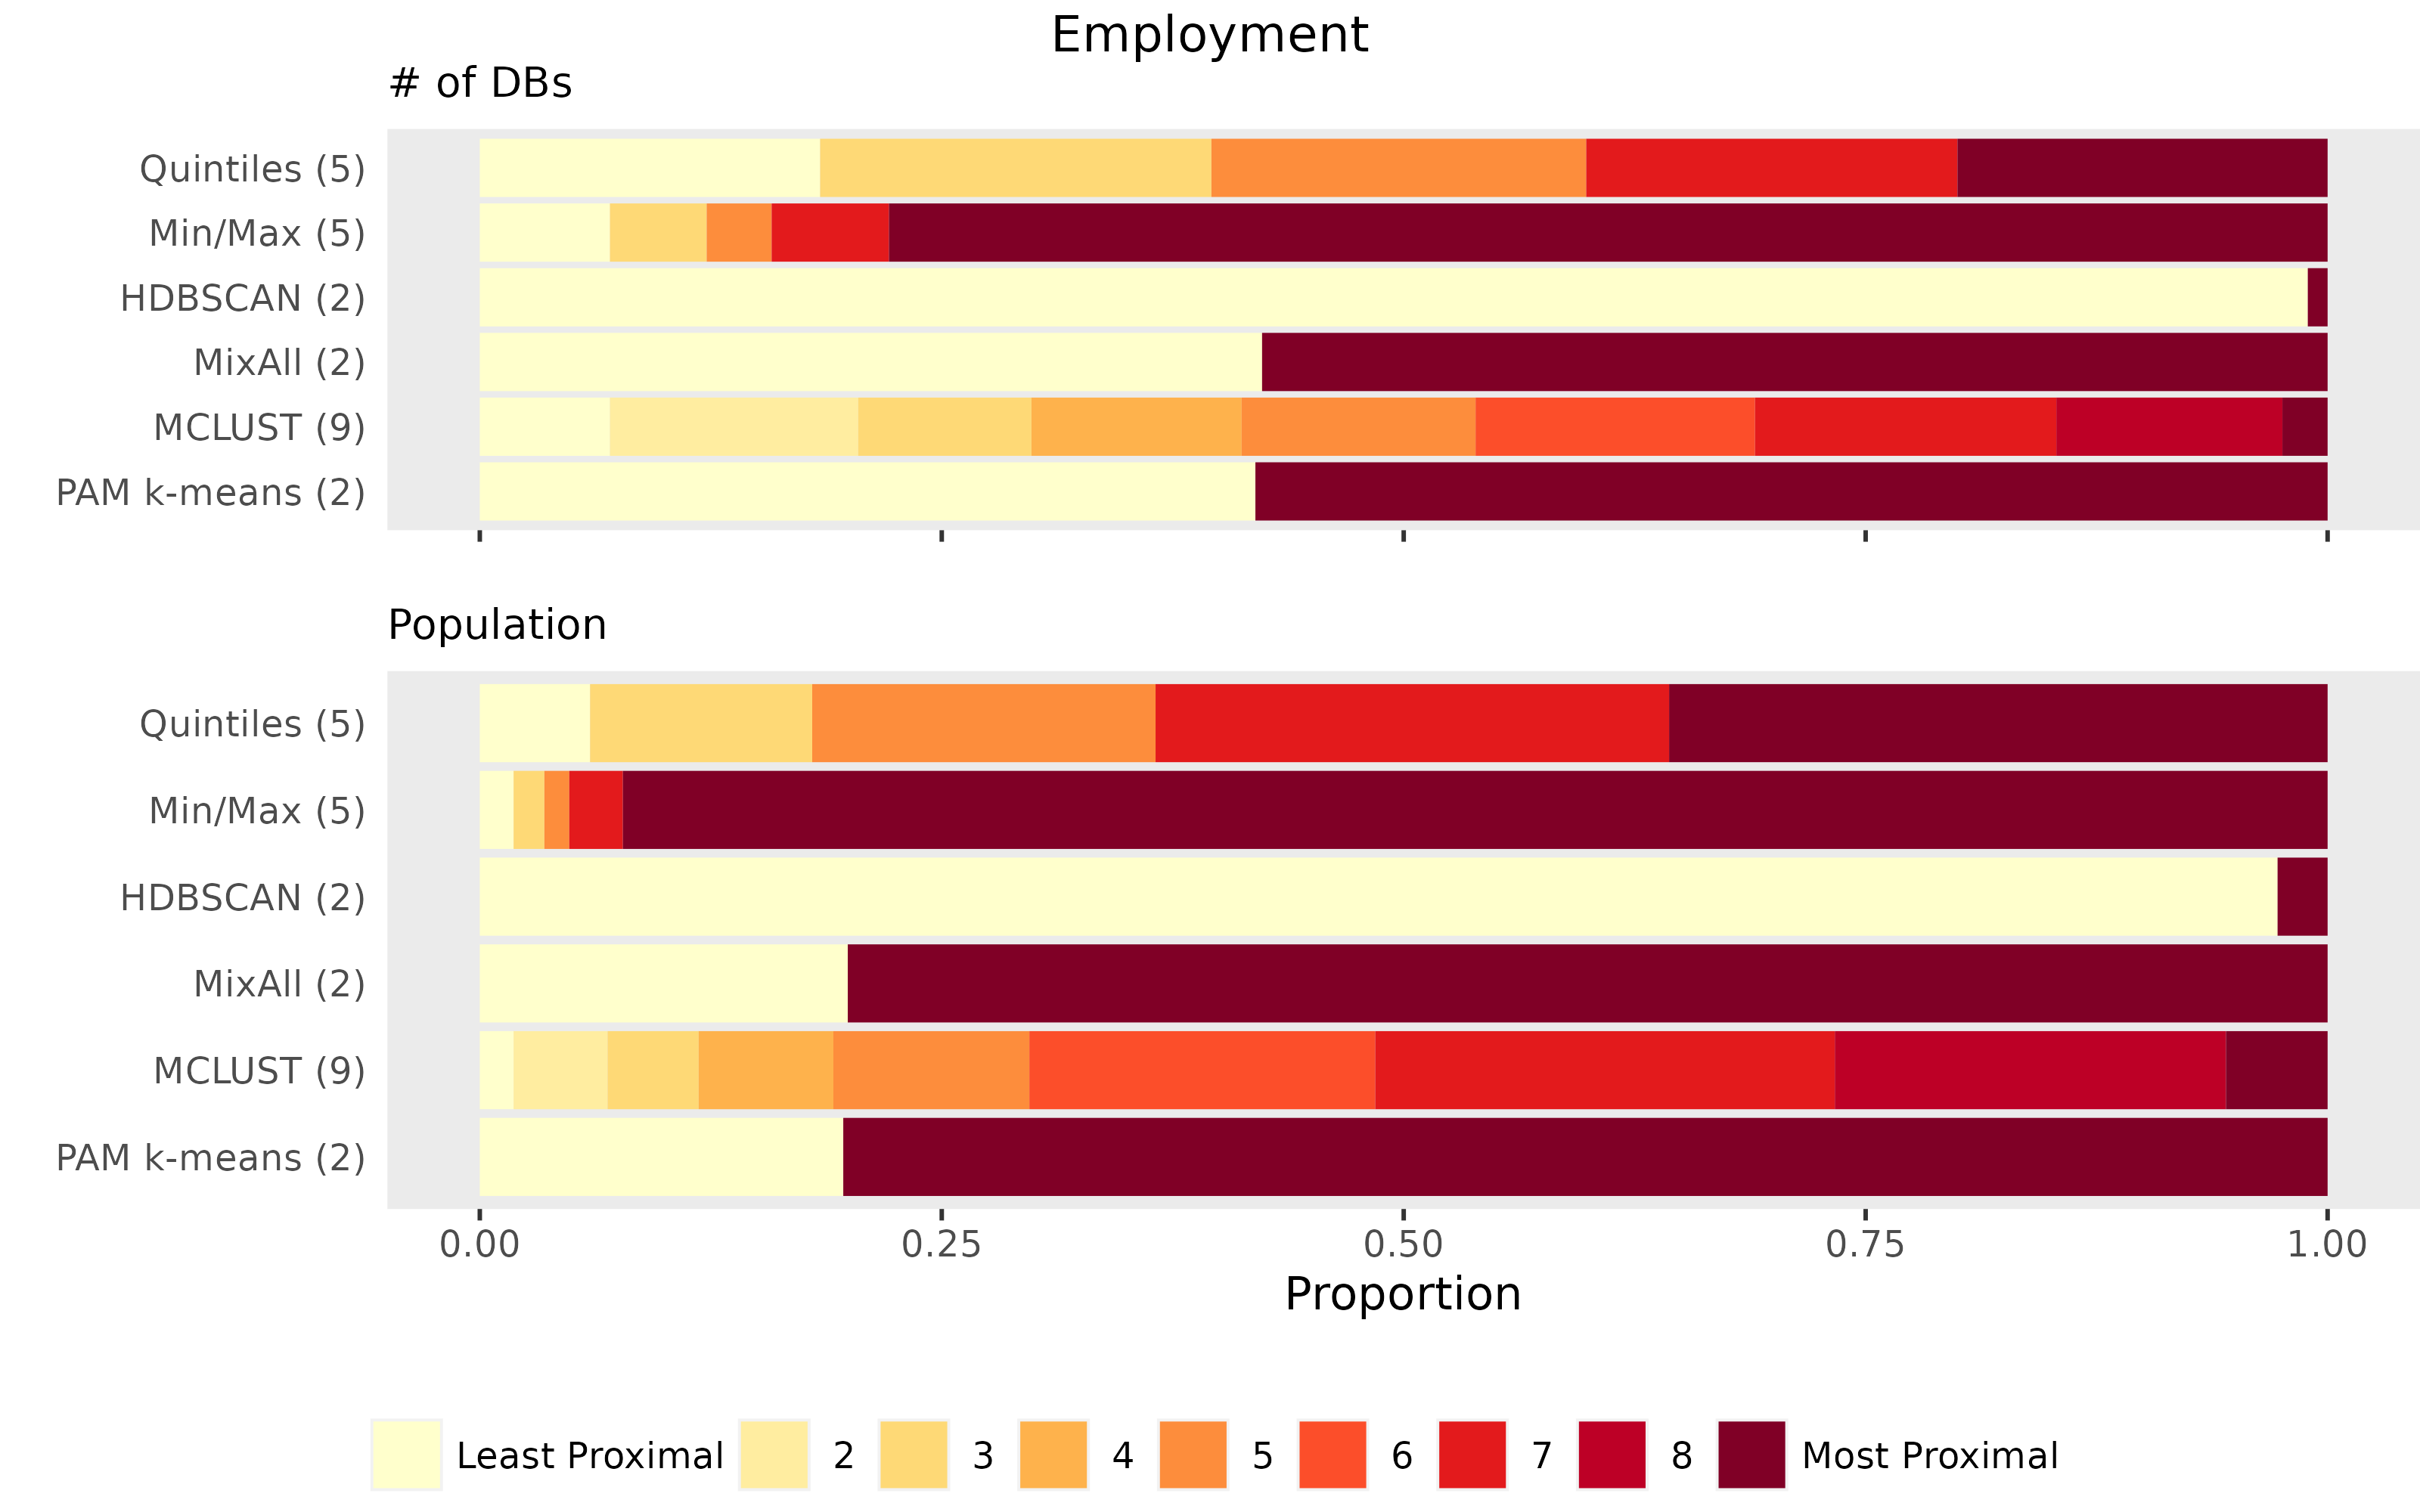 Employment
# of DBs
Quintiles (5)
Min/Max (5)
HDBSCAN (2)
MixAll (2)
MCLUST (9)
PAM k-means (2)
Population
Quintiles (5)
Min/Max (5)
HDBSCAN (2)
MixAll (2)
MCLUST (9)
PAM k-means (2)
0.00 0.25 0.50 0.75 1.00
Proportion
Least Proximal 2 3 4 5 6 7 8 Most Proximal